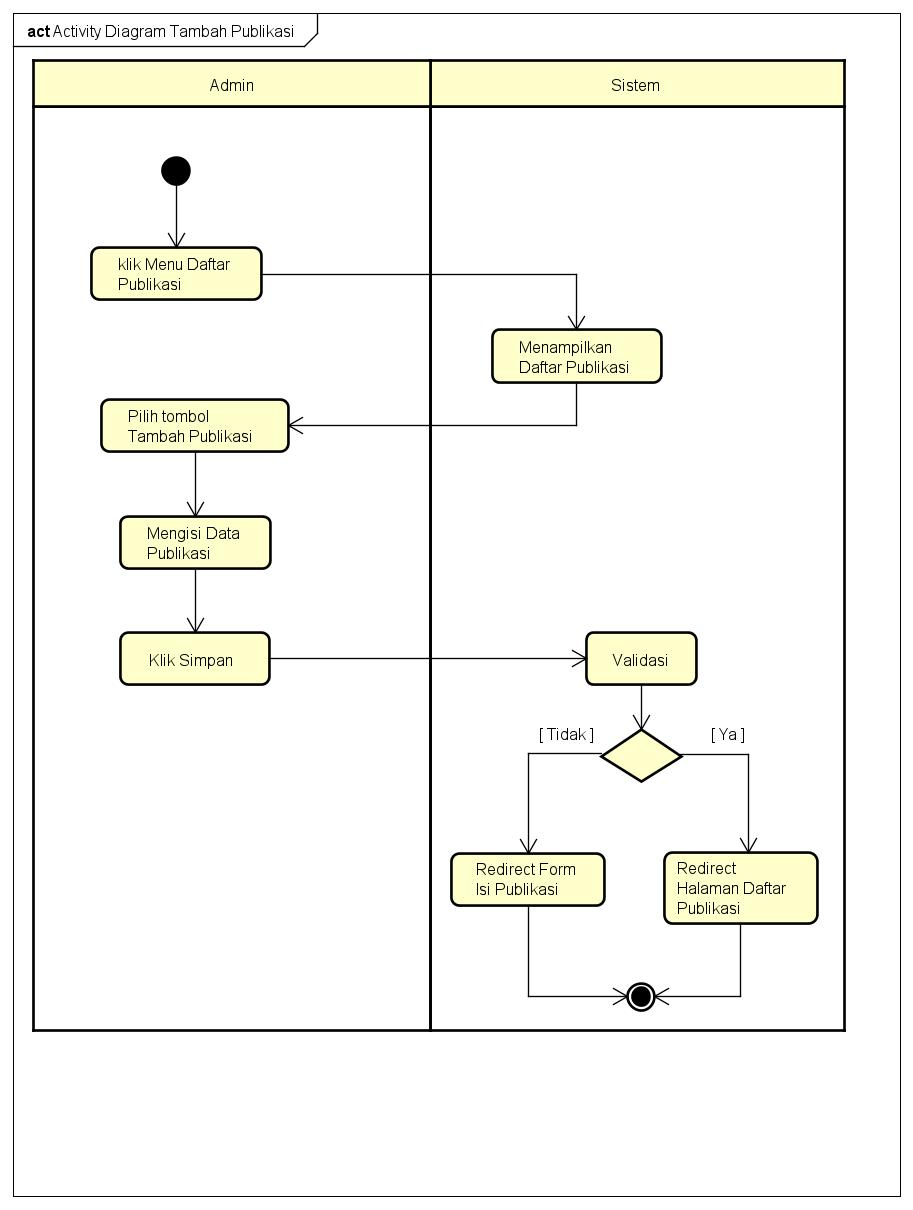 act Activity Diagram Tambah Publikasi
Admin
Sistem
klik Menu Daftar
Publikasi
Menampilkan
Daftar Publikasi
Pilih tombol
Tambah Publikasi
Mengisi Data
Publikasi
Klik Simpan
Validasi
[ Tidak ]
[ Ya ]
Redirect Form
Isi Publikasi
Redirect
Halaman Daftar
Publikasi